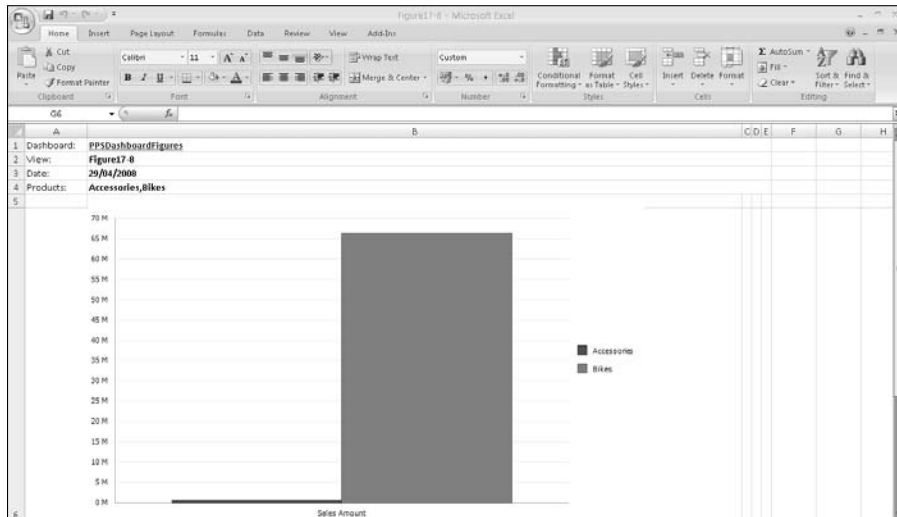 Figure17-8 - Microsoft Excel
Home Insert Page Layout Formulas Data Review View Add-Ins
Paste
Cut
Copy
Format Painter
Clipboard
Calibri 11 A A
B I U A
Font
Wrap Text
Merge & Center
Alignment
Custom
%
Number
Conditional Formatting
Format as Table
Cell Styles
Styles
Insert Delete Format
Cells
Σ AutoSum
Fill
Clear
Sort & Filter
Find & Select
Editing
G6 fx
A B C D E F G H
1 Dashboard: PPSDashboardFigures
2 View: Figure17-8
3 Date: 29/04/2008
4 Products: Accessories,Bikes
5
70 M
65 M
60 M
55 M
50 M
45 M
40 M
35 M
30 M
25 M
20 M
15 M
10 M
5 M
0 M
Accessories
Bikes
Sales Amount
6